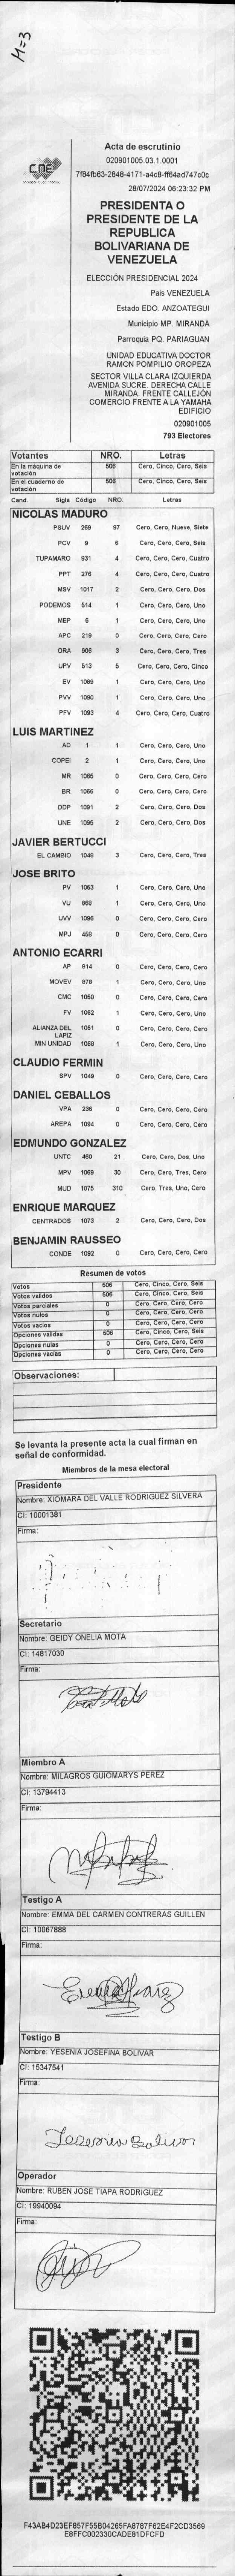 M=3
CNE
Acta de escrutinio
020901005.03.1.0001
7f84fb63-2848-4171-a4c8-ff64ad747c0c
28/07/2024 06:23:32 PM
PRESIDENTA O
PRESIDENTE DE LA
REPUBLICA
BOLIVARIANA DE
VENEZUELA
ELECCIÓN PRESIDENCIAL 2024
Pais VENEZUELA
Estado EDO. ANZOATEGUI
Municipio MP. MIRANDA
Parroquia PQ. PARIAGUAN
UNIDAD EDUCATIVA DOCTOR
RAMON POMPILIO OROPEZA
SECTOR VILLA CLARA IZQUIERDA
AVENIDA SUCRE. DERECHA CALLE
MIRANDA. FRENTE CALLEJÓN
COMERCIO FRENTE A LA YAMAHA
EDIFICIO
020901005
793 Electores
Votantes NRO. Letras
En la máquina de votación 506 Cero, Cinco, Cero, Seis
En el cuaderno de votación 506 Cero, Cinco, Cero, Seis
Cand. Sigla Código NRO. Letras
NICOLAS MADURO
PSUV 269 97 Cero, Cero, Nueve, Siete
PCV 9 6 Cero, Cero, Cero, Seis
TUPAMARO 931 4 Cero, Cero, Cero, Cuatro
PPT 276 4 Cero, Cero, Cero, Cuatro
MSV 1017 2 Cero, Cero, Cero, Dos
PODEMOS 514 1 Cero, Cero, Cero, Uno
MEP 6 1 Cero, Cero, Cero, Uno
APC 219 0 Cero, Cero, Cero, Cero
ORA 906 3 Cero, Cero, Cero, Tres
UPV 513 5 Cero, Cero, Cero, Cinco
EV 1089 1 Cero, Cero, Cero, Uno
PVV 1090 1 Cero, Cero, Cero, Uno
PFV 1093 4 Cero, Cero, Cero, Cuatro
LUIS MARTINEZ
AD 1 1 Cero, Cero, Cero, Uno
COPEI 2 1 Cero, Cero, Cero, Uno
MR 1065 0 Cero, Cero, Cero, Cero
BR 1066 0 Cero, Cero, Cero, Cero
DDP 1091 2 Cero, Cero, Cero, Dos
UNE 1095 2 Cero, Cero, Cero, Dos
JAVIER BERTUCCI
EL CAMBIO 1048 3 Cero, Cero, Cero, Tres
JOSE BRITO
PV 1053 1 Cero, Cero, Cero, Uno
VU 969 1 Cero, Cero, Cero, Uno
UVV 1096 0 Cero, Cero, Cero, Cero
MPJ 458 0 Cero, Cero, Cero, Cero
ANTONIO ECARRI
AP 914 0 Cero, Cero, Cero, Cero
MOVEV 979 1 Cero, Cero, Cero, Uno
CMC 1050 0 Cero, Cero, Cero, Cero
FV 1062 1 Cero, Cero, Cero, Uno
ALIANZA DEL LAPIZ 1051 0 Cero, Cero, Cero, Cero
MIN UNIDAD 1068 1 Cero, Cero, Cero, Uno
CLAUDIO FERMIN
SPV 1049 0 Cero, Cero, Cero, Cero
DANIEL CEBALLOS
VPA 236 0 Cero, Cero, Cero, Cero
AREPA 1094 0 Cero, Cero, Cero, Cero
EDMUNDO GONZALEZ
UNTC 460 21 Cero, Cero, Dos, Uno
MPV 1069 30 Cero, Cero, Tres, Cero
MUD 1075 310 Cero, Tres, Uno, Cero
ENRIQUE MARQUEZ
CENTRADOS 1073 2 Cero, Cero, Cero, Dos
BENJAMIN RAUSSEO
CONDE 1092 0 Cero, Cero, Cero, Cero
Resumen de votos
Votos 506 Cero, Cinco, Cero, Seis
Votos validos 506 Cero, Cinco, Cero, Seis
Votos parciales 0 Cero, Cero, Cero, Cero
Votos nulos 0 Cero, Cero, Cero, Cero
Votos vacios 0 Cero, Cero, Cero, Cero
Opciones validas 506 Cero, Cinco, Cero, Seis
Opciones nulas 0 Cero, Cero, Cero, Cero
Opciones vacias 0 Cero, Cero, Cero, Cero
Observaciones:
Se levanta la presente acta la cual firman en
señal de conformidad.
Miembros de la mesa electoral
Presidente
Nombre: XIOMARA DEL VALLE RODRIGUEZ SILVERA
CI: 10001381
Firma:
Secretario
Nombre: GEIDY ONELIA MOTA
CI: 14817030
Firma:
Miembro A
Nombre: MILAGROS GUIOMARYS PEREZ
CI: 13794413
Firma:
Testigo A
Nombre: EMMA DEL CARMEN CONTRERAS GUILLEN
CI: 10067888
Firma:
Testigo B
Nombre: YESENIA JOSEFINA BOLIVAR
CI: 15347541
Firma:
Yesenia Bolivar
Operador
Nombre: RUBEN JOSE TIAPA RODRIGUEZ
CI: 19940094
Firma:
F43AB4D23EF857F55B04265FA8787F62E4F2CD3569
E8FFC002330CADE81DFCFD